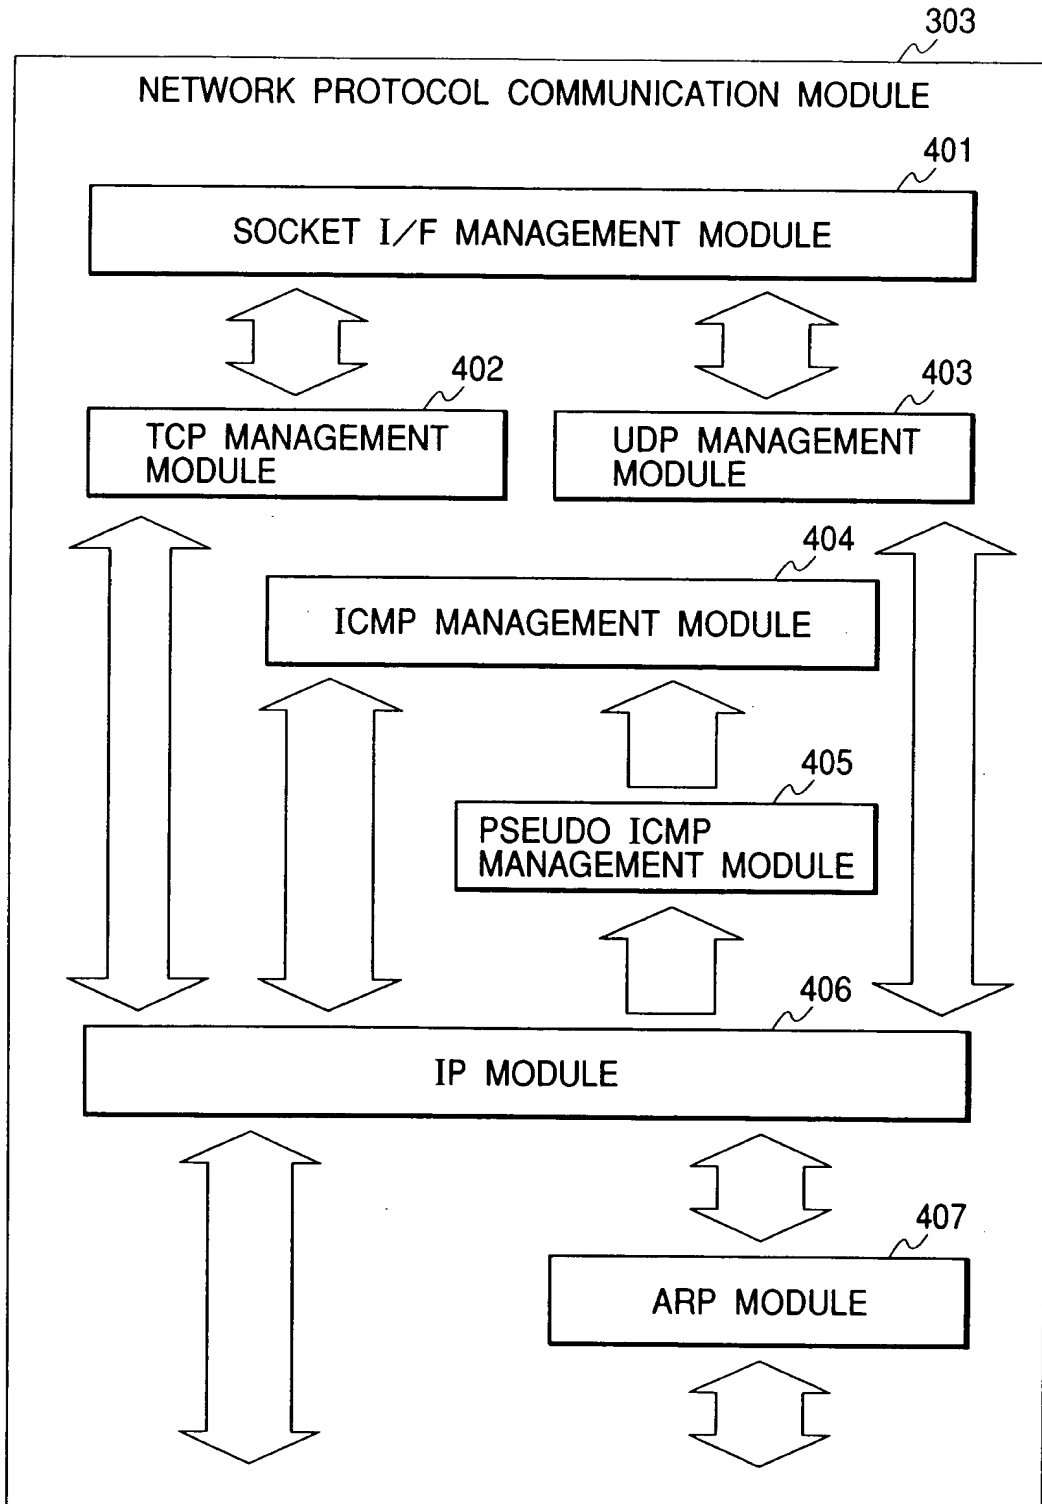 303
NETWORK PROTOCOL COMMUNICATION MODULE
401
SOCKET I/F MANAGEMENT MODULE
402
TCP MANAGEMENT
MODULE
403
UDP MANAGEMENT
MODULE
404
ICMP MANAGEMENT MODULE
405
PSEUDO ICMP
MANAGEMENT MODULE
406
IP MODULE
407
ARP MODULE